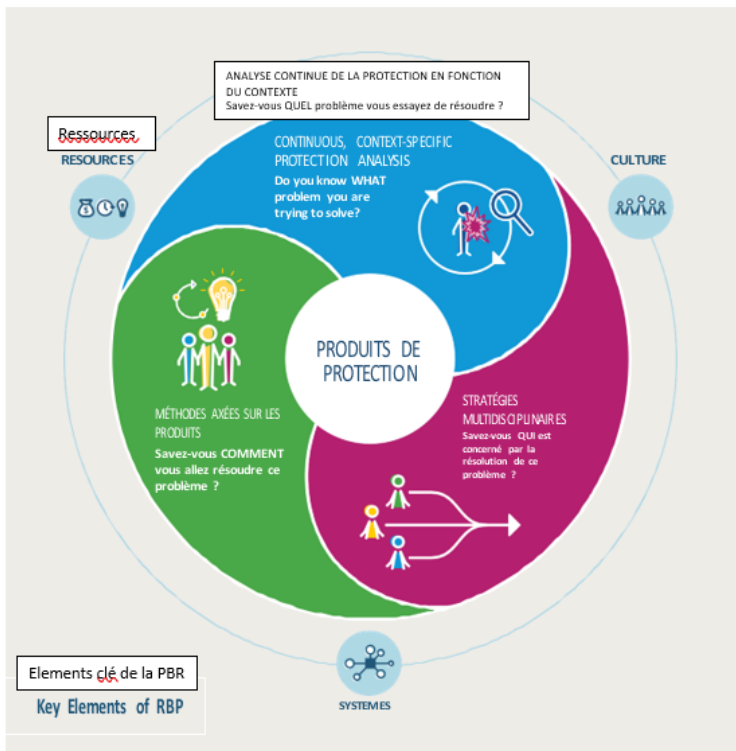 ANALYSE CONTINUE DE LA PROTECTION EN FONCTION
DU CONTEXTE
Savez-vous QUEL problème vous essayez de résoudre ?
Ressources
RESOURCES
CULTURE
CONTINUOUS, CONTEXT-SPECIFIC
PROTECTION ANALYSIS
Do you know WHAT
problem you are
trying to solve?
PRODUITS DE
PROTECTION
MÉTHODES AXÉES SUR LES
PRODUITS
Savez-vous COMMENT
vous allez résoudre ce
problème ?
STRATÉGIES
MULTIDISCIPLINAIRES
Savez-vous QUI est
concerné par la
résolution de ce
problème ?
Elements clé de la PBR
Key Elements of RBP
SYSTEMES